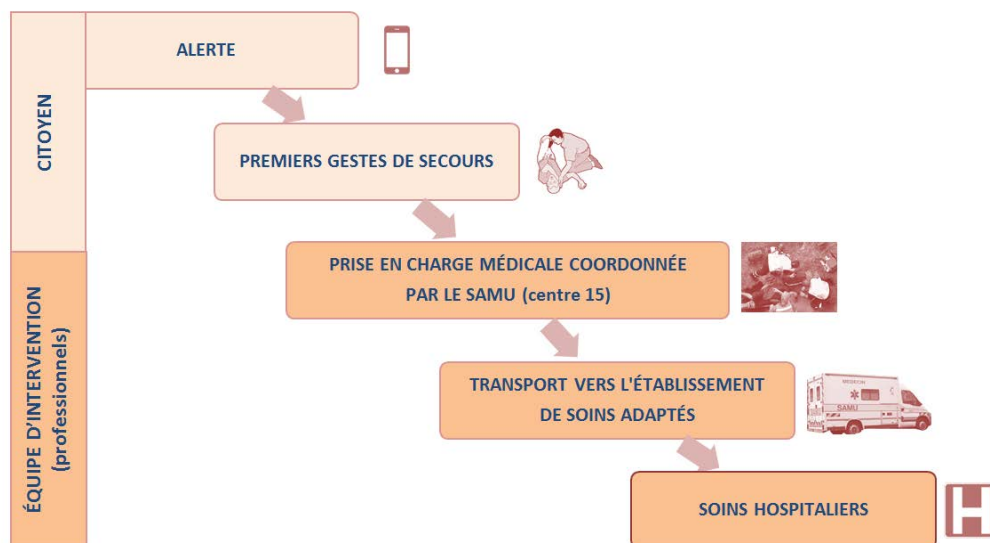 CITOYEN
ALERTE
PREMIERS GESTES DE SECOURS
ÉQUIPE D'INTERVENTION
(professionnels)
PRISE EN CHARGE MÉDICALE COORDONNÉE
PAR LE SAMU (centre 15)
TRANSPORT VERS L'ÉTABLISSEMENT
DE SOINS ADAPTÉS
MEDECIN
SAMU
SOINS HOSPITALIERS
H